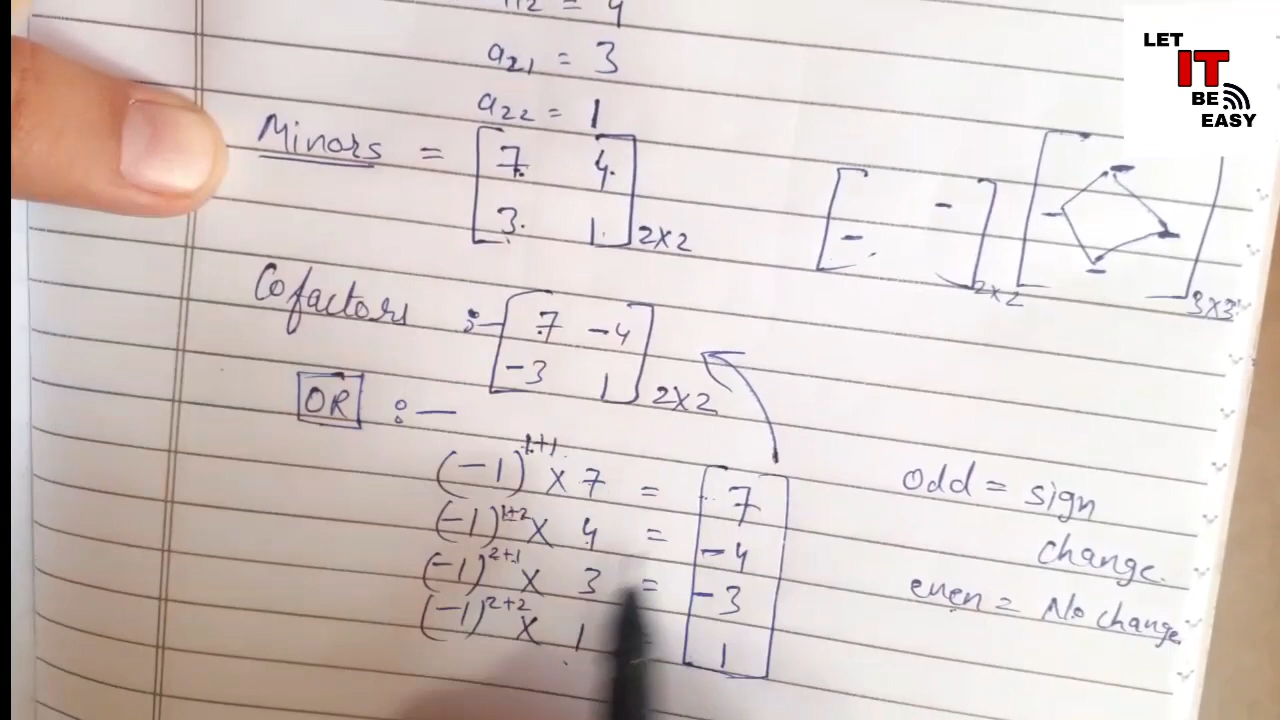 = 4
a21 = 3
a22 = 1
Minors = [7 4
3 1] 2x2
[ -
- ] 2x2
[ -
- -
- ] 3x3
Cofactors :- [7 -4
-3 1] 2x2
OR :-
(-1)^1+1 x 7 = 7
(-1)^1+2 x 4 = -4
(-1)^2+1 x 3 = -3
(-1)^2+2 x 1 = 1
odd = sign
change.
even = No change
LET
IT
BE
EASY